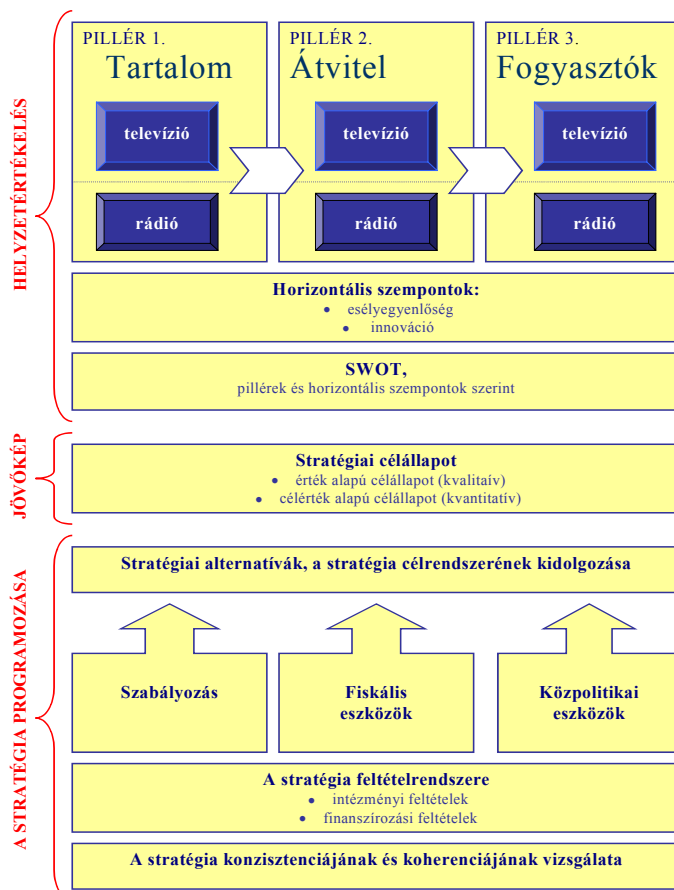 HELYZETÉRTÉKELÉS
PILLÉR 1.
Tartalom
televízió
rádió
PILLÉR 2.
Átvitel
televízió
rádió
PILLÉR 3.
Fogyasztók
televízió
rádió
Horizontális szempontok:
• esélyegyenlőség
• innováció
SWOT,
pillérek és horizontális szempontok szerint
JÖVŐKÉP
Stratégiai célállapot
• érték alapú célállapot (kvalitaív)
• célérték alapú célállapot (kvantitatív)
A STRATÉGIA PROGRAMOZÁSA
Stratégiai alternatívák, a stratégia célrendszerének kidolgozása
Szabályozás
Fiskális
eszközök
Közpolitikai
eszközök
A stratégia feltételrendszere
• intézményi feltételek
• finanszírozási feltételek
A stratégia konzisztenciájának és koherenciájának vizsgálata